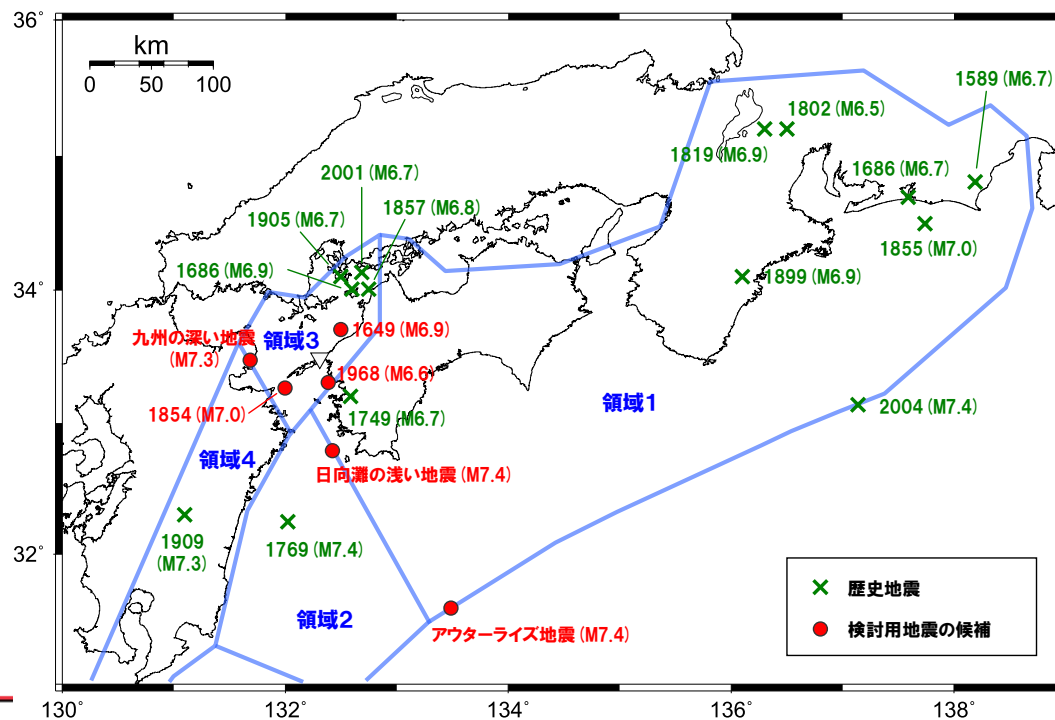 36°
km
0 50 100
1589 (M6.7)
1802 (M6.5)
1819 (M6.9)
2001 (M6.7)
1686 (M6.7)
1905 (M6.7)
1857 (M6.8)
1855 (M7.0)
1686 (M6.9)
1899 (M6.9)
34°
九州の深い地震
(M7.3)
領域3
1649 (M6.9)
1968 (M6.6)
1854 (M7.0)
1749 (M6.7)
領域1
2004 (M7.4)
領域4
日向灘の浅い地震 (M7.4)
1909
(M7.3)
1769 (M7.4)
32°
領域2
アウターライズ地震 (M7.4)
歴史地震
検討用地震の候補
130° 132° 134° 136° 138°